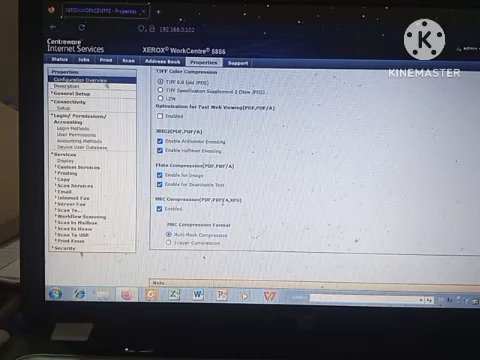 XEROX WORKCENTRE - Properties
192.168.0.102
Centreware
Internet Services
XEROX WorkCentre
admin
KINEMASTER
Status
Jobs
Print
Scan
Address Book
Properties
Support
Properties
Configuration Overview
Description
General Setup
Connectivity
Setup
Login/ Permissions/
Accounting
Login Methods
User Permissions
Accounting Methods
Device User Database
Services
Display
Custom Services
Printing
Copy
Scan Services
Email
Internet Fax
Server Fax
Scan To...
Workflow Scanning
Scan to Mailbox
Scan to Home
Scan To USB
Print From
Security
TIFF Color Compression
TIFF 6.0 (old JPEG)
TIFF Specification Supplement 2 (New JPEG)
LZW
Optimization for Fast Web Viewing(PDF,PDF/A)
Enabled
JBIG2(PDF,PDF/A)
Enable Arithmetic Encoding
Enable Huffman Encoding
Flate Compression(PDF,PDF/A)
Enable for Image
Enable for Searchable Text
MRC Compression(PDF,PDF/A,XPS)
Enabled
MRC Compression Format
Multi-Mask Compression
3-layer Compression
Note: